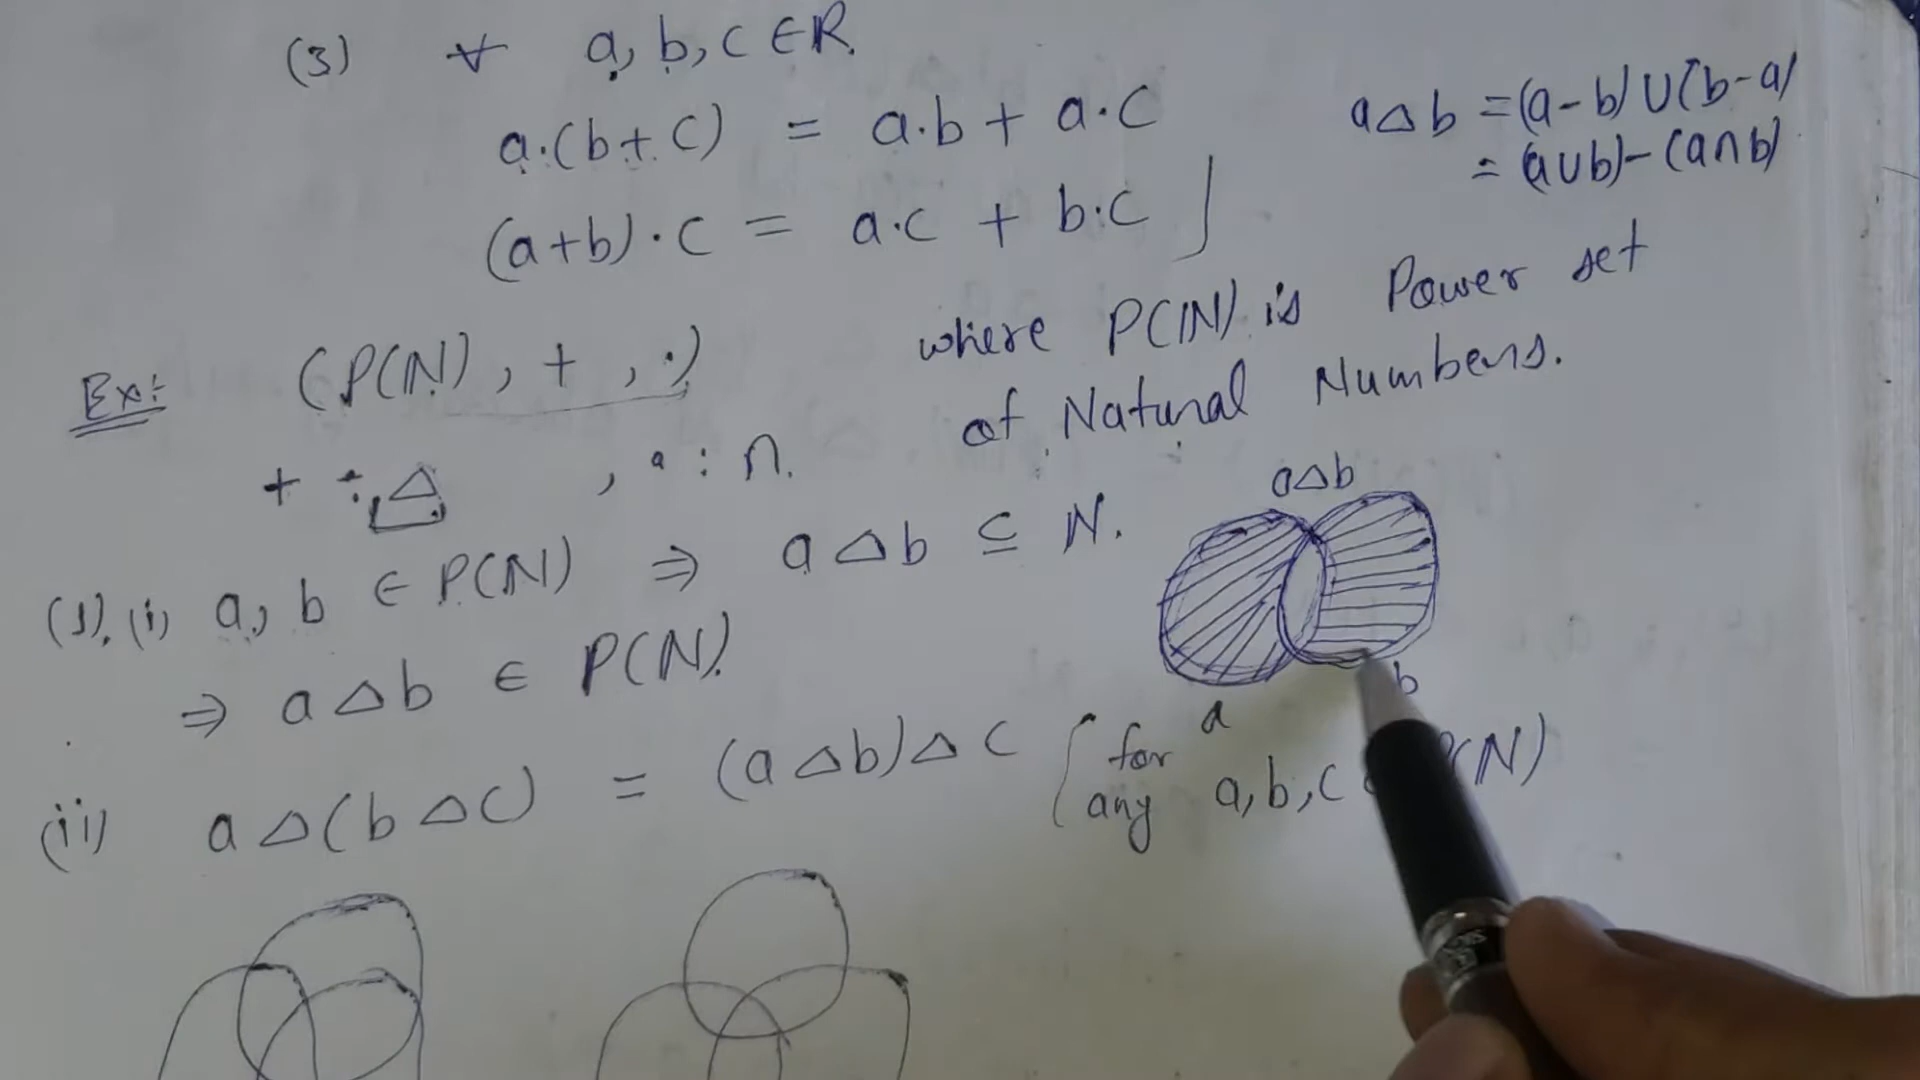 (3) ∀ a, b, c ∈ R.
a·(b+c) = a·b + a·c
(a+b)·c = a·c + b·c ]
a△b = (a-b)∪(b-a)
= (a∪b)-(a∩b)
Ex: (P(N), +, ·) where P(N) is Power set
of Natural Numbers.
+ : △ , · : ∩.
(1). (i) a, b ∈ P(N) ⇒ a△b ⊆ N.
⇒ a△b ∈ P(N)
a△b
a
b
(ii) a△(b△c) = (a△b)△c [ for
any a, b, c P(N)